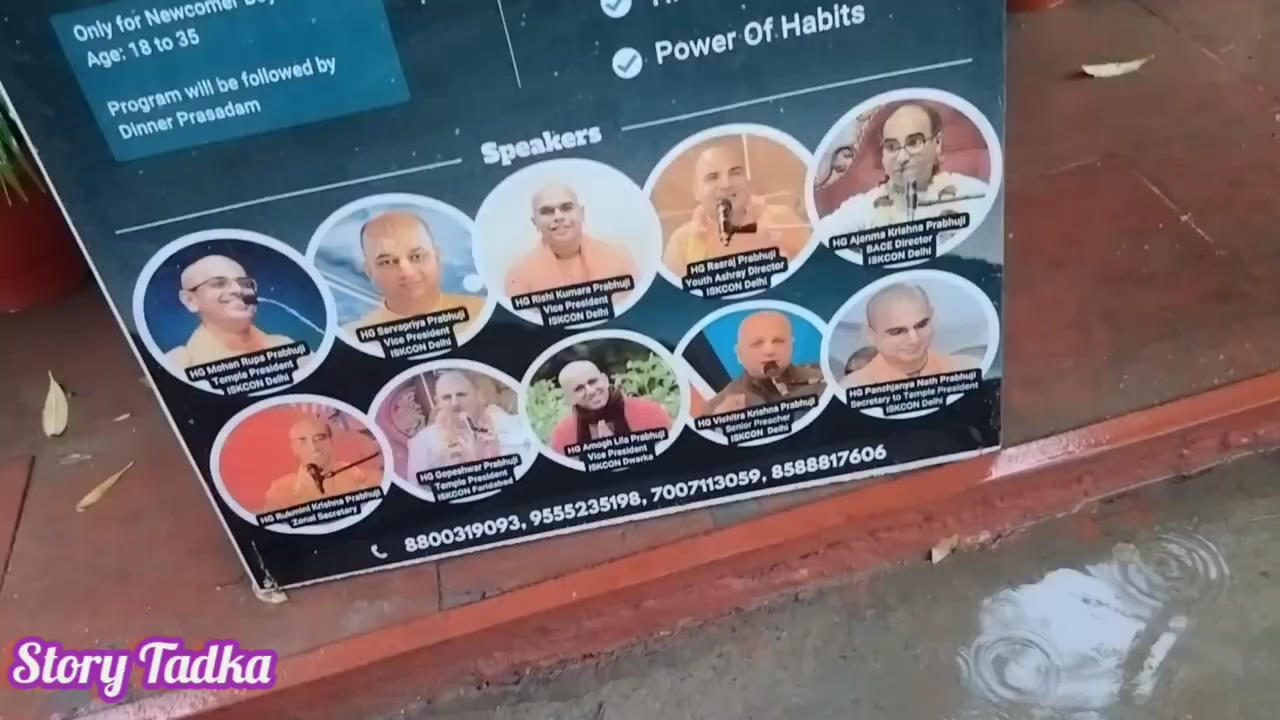 Only for Newcomer
Age: 18 to 35
Program will be followed by
Dinner Prasadam
Power Of Habits
Speakers
HG Mohan Rupa Prabhuji
Temple President
ISKCON Delhi
HG Sarvapriya Prabhuji
Vice President
ISKCON Delhi
HG Rishi Kumara Prabhuji
Vice President
ISKCON Delhi
HG Rasraj Prabhuji
Youth Ashray Director
ISKCON Delhi
HG Ajanma Krishna Prabhuji
BACE Director
ISKCON Delhi
HG Rukmini Krishna Prabhuji
Zonal Secretary
HG Gopeshwar Prabhuji
Temple President
ISKCON Faridabad
HG Amogh Lila Prabhuji
Vice President
ISKCON Dwarka
HG Vichitra Krishna Prabhuji
Senior Preacher
ISKCON Delhi
HG Panchjanya Nath Prabhuji
Secretary to Temple President
ISKCON Delhi
8800319093, 9555235198, 7007113059, 8588817606
Story Tadka